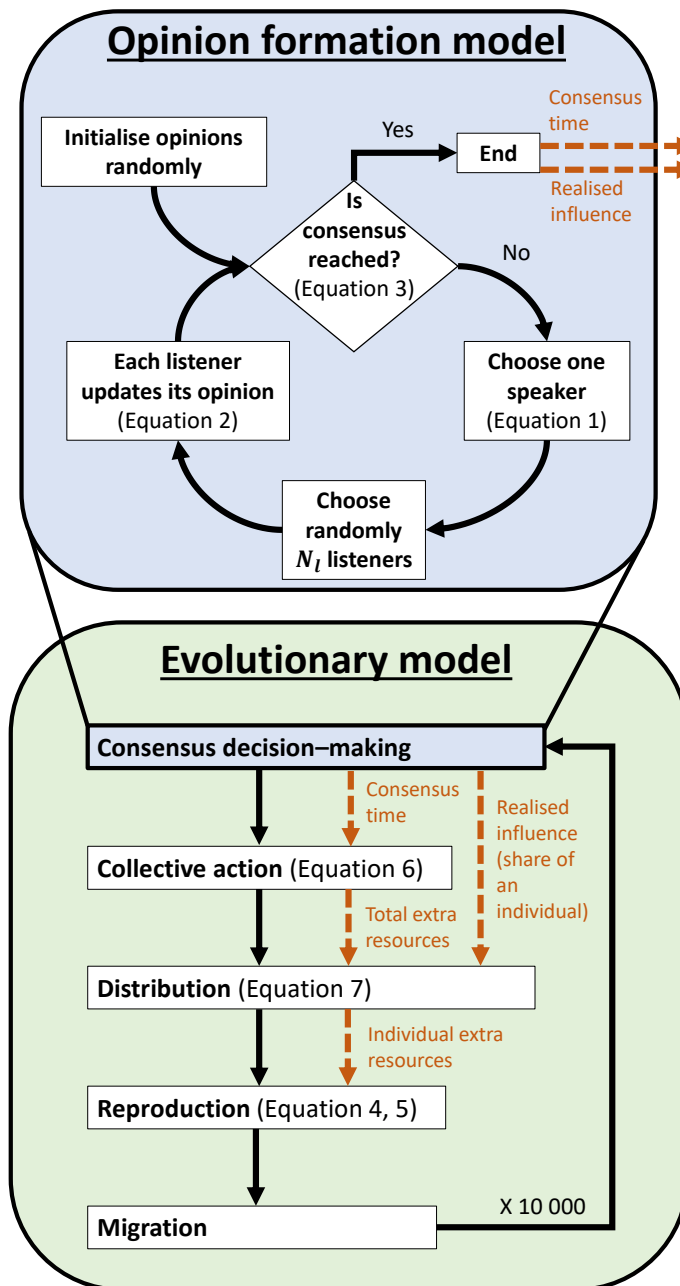 Opinion formation model
Initialise opinions
randomly
Yes
End
Consensus
time
Realised
influence
Is
consensus
reached?
(Equation 3)
No
Each listener
updates its opinion
(Equation 2)
Choose one
speaker
(Equation 1)
Choose
randomly
N_l listeners
Evolutionary model
Consensus decision–making
Consensus
time
Realised
influence
(share of
an
individual)
Collective action (Equation 6)
Total extra
resources
Distribution (Equation 7)
Individual extra
resources
Reproduction (Equation 4, 5)
Migration
X 10 000